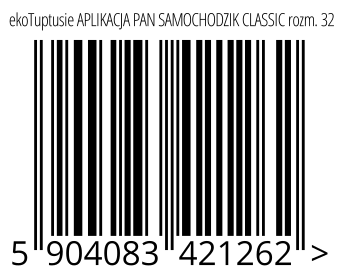 ekoTuptusie APLIKACJA PAN SAMOCHODZIK CLASSIC rozm. 32
5 904083 421262 >